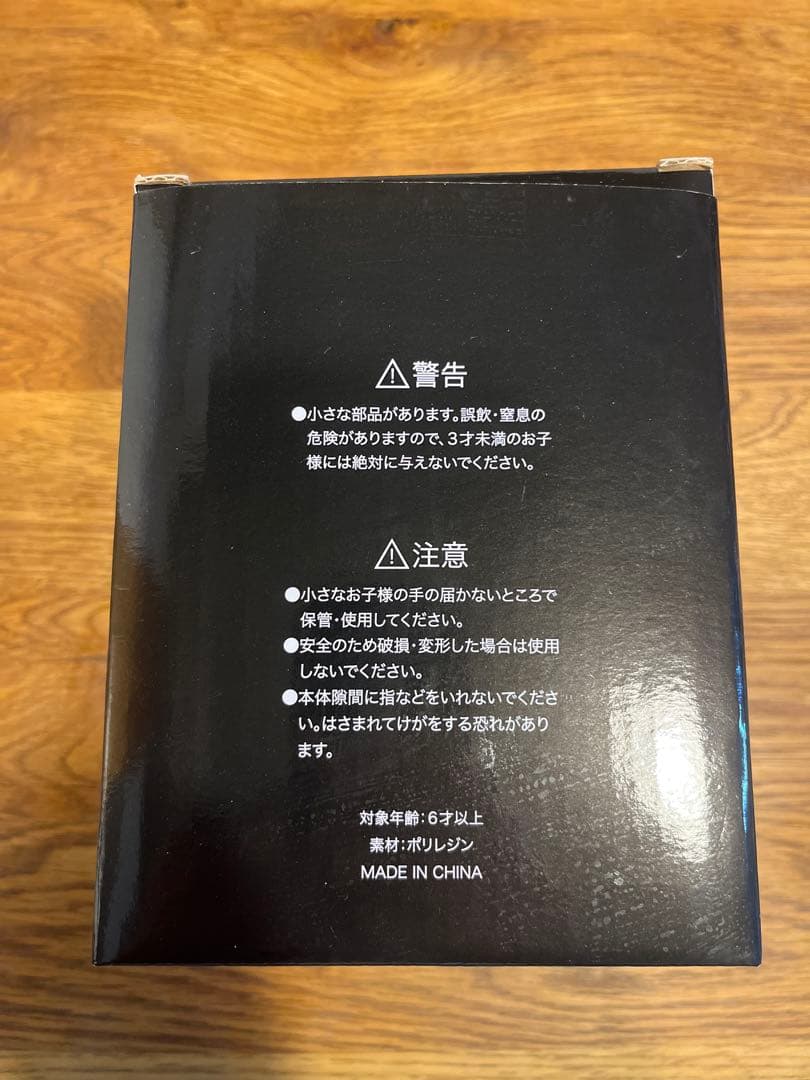 ⚠警告
●小さな部品があります。誤飲・窒息の
危険がありますので、3才未満のお子
様には絶対に与えないでください。
⚠注意
●小さなお子様の手の届かないところで
保管・使用してください。
●安全のため破損・変形した場合は使用
しないでください。
●本体隙間に指などをいれないでくださ
い。はさまれてけがをする恐れがあり
ます。
対象年齢：6才以上
素材：ポリレジン
MADE IN CHINA